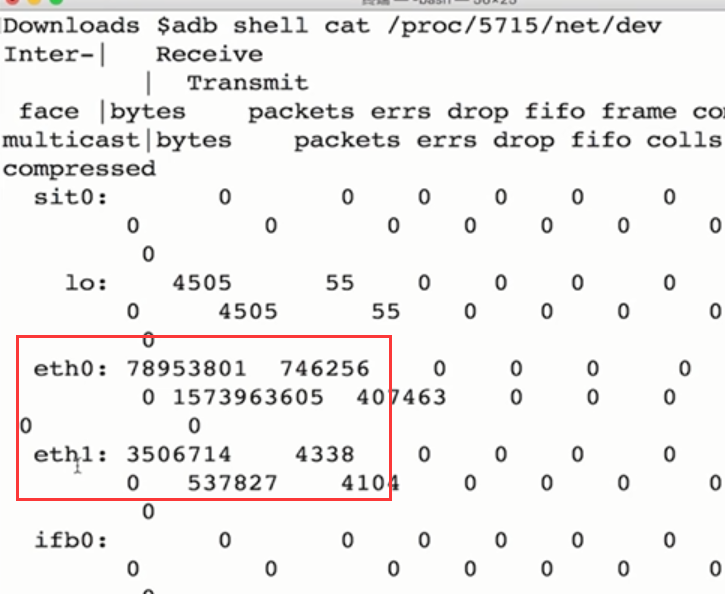 Downloads $adb shell cat /proc/5715/net/dev
Inter-|   Receive
|  Transmit
face |bytes    packets errs drop fifo frame
multicast|bytes    packets errs drop fifo colls
compressed
sit0:       0       0    0    0    0     0
0        0       0    0    0     0
0
lo:    4505      55    0    0    0     0
0     4505      55    0    0    0     0
0
eth0: 78953801  746256    0    0    0     0
0 1573963605  407463    0    0    0
0          0
eth1: 3506714    4338    0    0    0     0
0   537827    4104    0    0    0     0
0
ifb0:       0       0    0    0    0     0
0        0       0    0    0     0